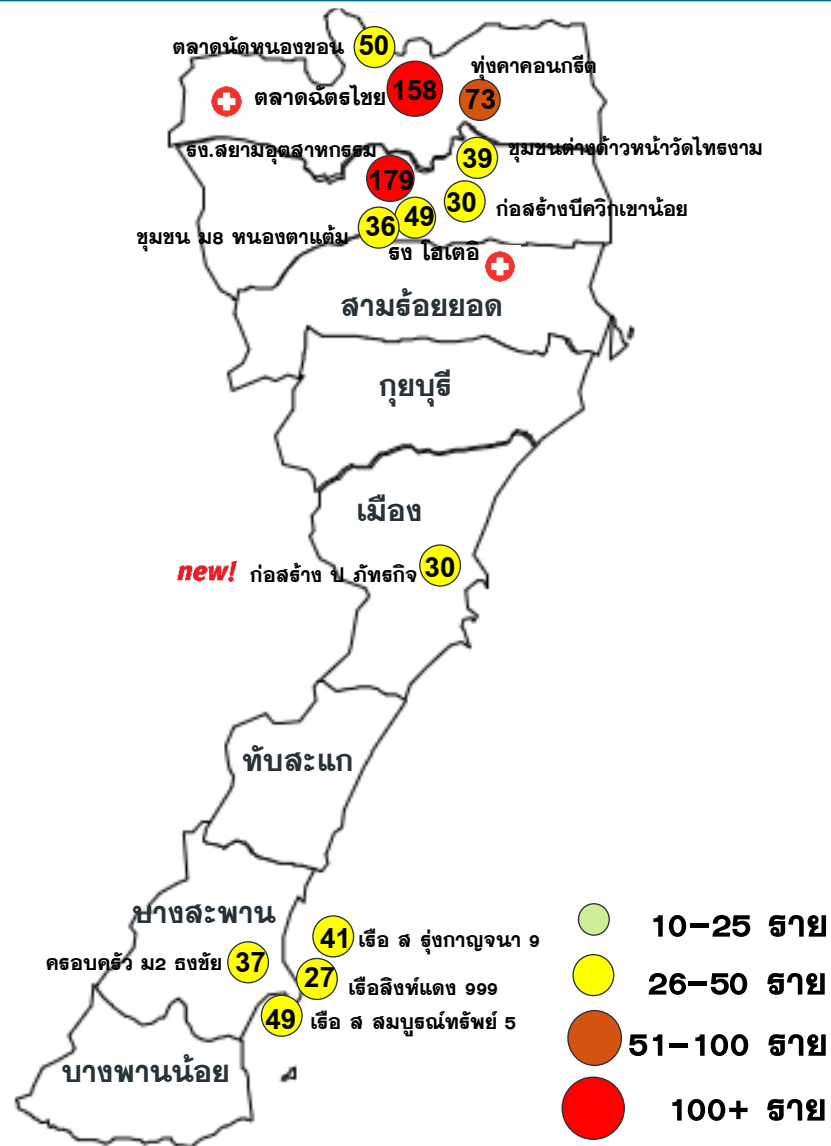 ตลาดนัดหนองขอน 50
ทุ่งคาคอนกรีต
ตลาดฉัตรไชย 158 73
รง.สยามอุตสาหกรรม
39 ชุมชนต่างด้าวหน้าวัดไทรงาม
179
30 ก่อสร้างบีควิกเขาน้อย
36 49
ชุมชน ม8 หนองตาแต้ม
รง โฮเตอิ
สามร้อยยอด
กุยบุรี
เมือง
new! ก่อสร้าง ป ภัทรกิจ 30
ทับสะแก
บางสะพาน
41 เรือ ส รุ่งกาญจนา 9
ครอบครัว ม2 ธงชัย 37
27 เรือสิงห์แดง 999
49 เรือ ส สมบูรณ์ทรัพย์ 5
บางพานน้อย
10-25 ราย
26-50 ราย
51-100 ราย
100+ ราย